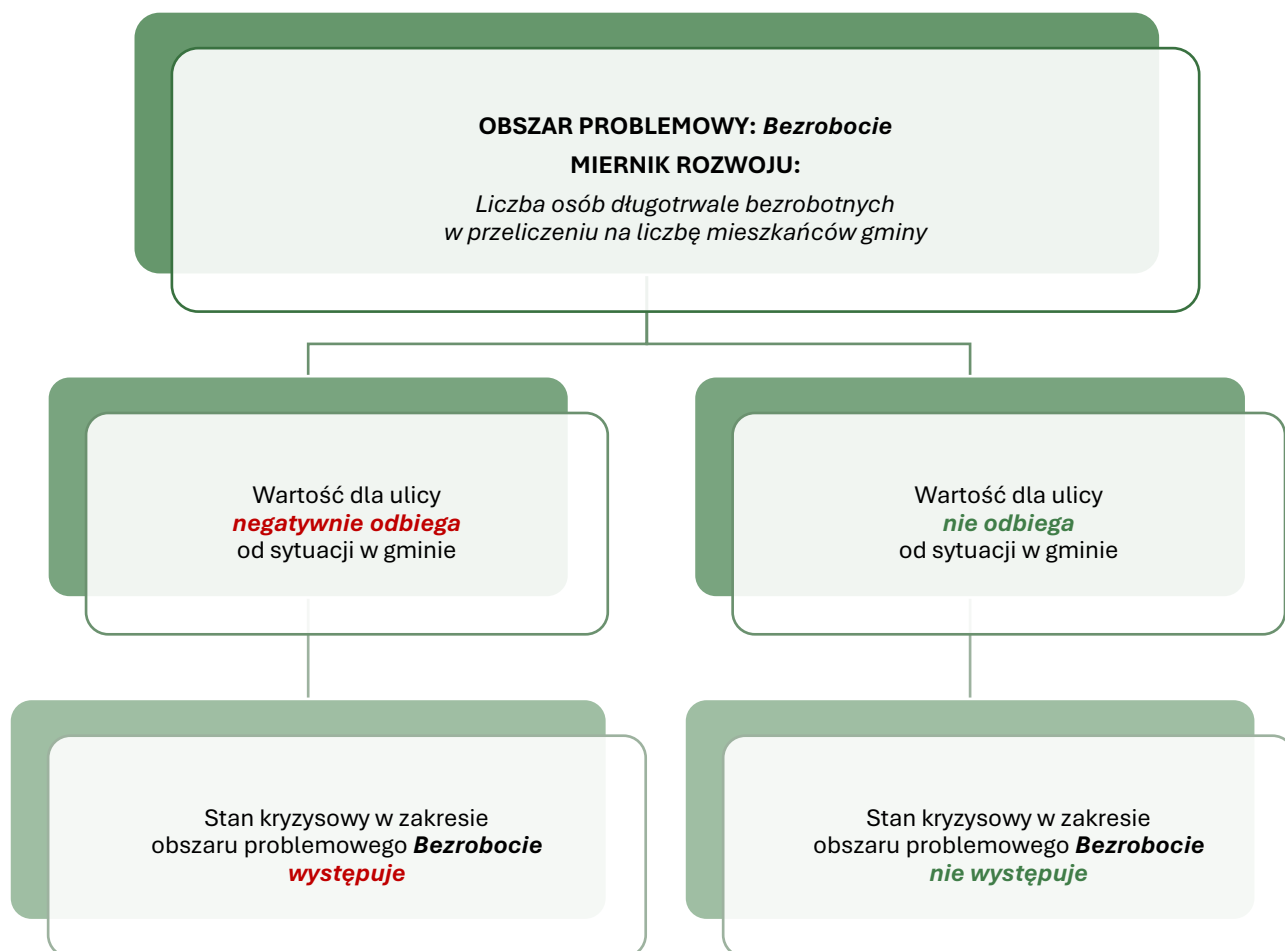 OBSZAR PROBLEMOWY: Bezrobocie
MIERNIK ROZWOJU:
Liczba osób długotrwale bezrobotnych
w przeliczeniu na liczbę mieszkańców gminy
Wartość dla ulicy
negatywnie odbiega
od sytuacji w gminie
Wartość dla ulicy
nie odbiega
od sytuacji w gminie
Stan kryzysowy w zakresie
obszaru problemowego Bezrobocie
występuje
Stan kryzysowy w zakresie
obszaru problemowego Bezrobocie
nie występuje